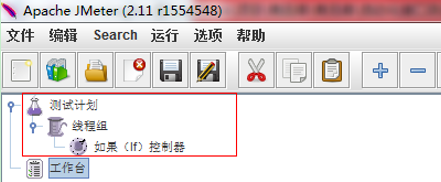 Apache JMeter (2.11 r1554548)
文件 编辑 Search 运行 选项 帮助
测试计划
线程组
如果（If）控制器
工作台